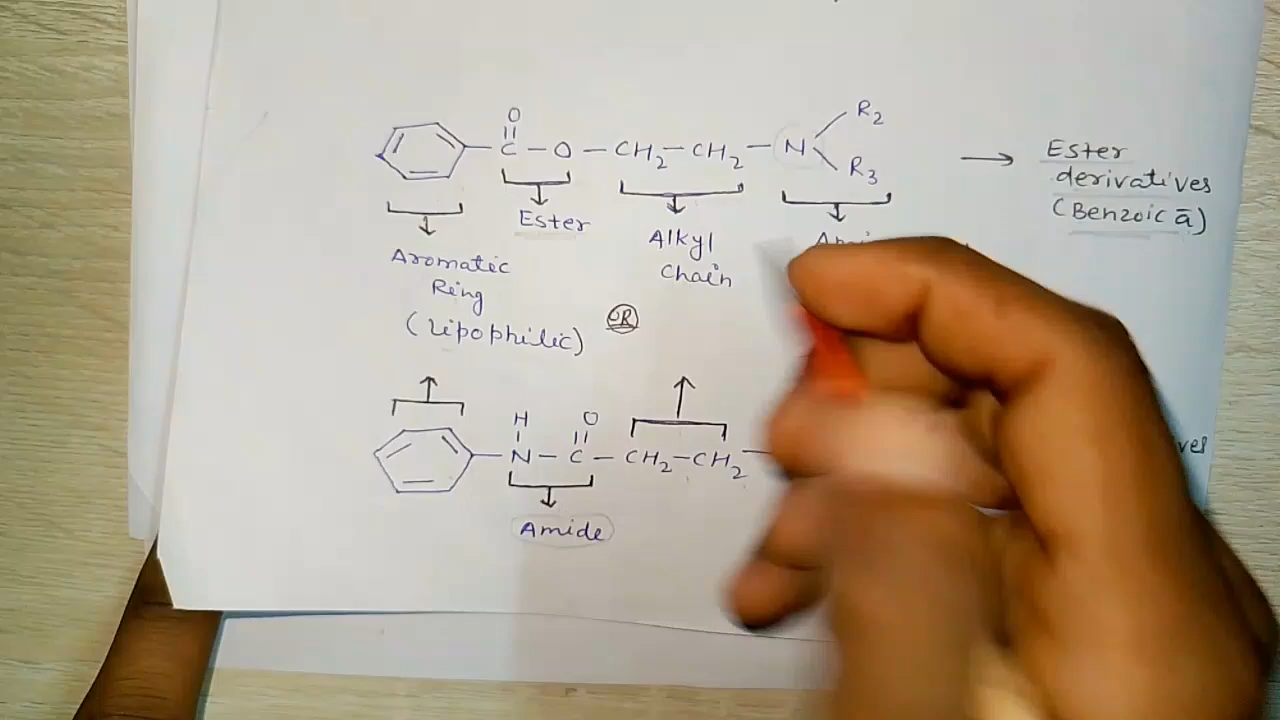 O
R2
C – O – CH2 – CH2 – N
R3
Ester
derivatives
(Benzoic ā)
Ester
Alkyl
Chain
Aromatic
Ring
(Lipophilic)
OR
H O
N – C – CH2 – CH2 –
Amide